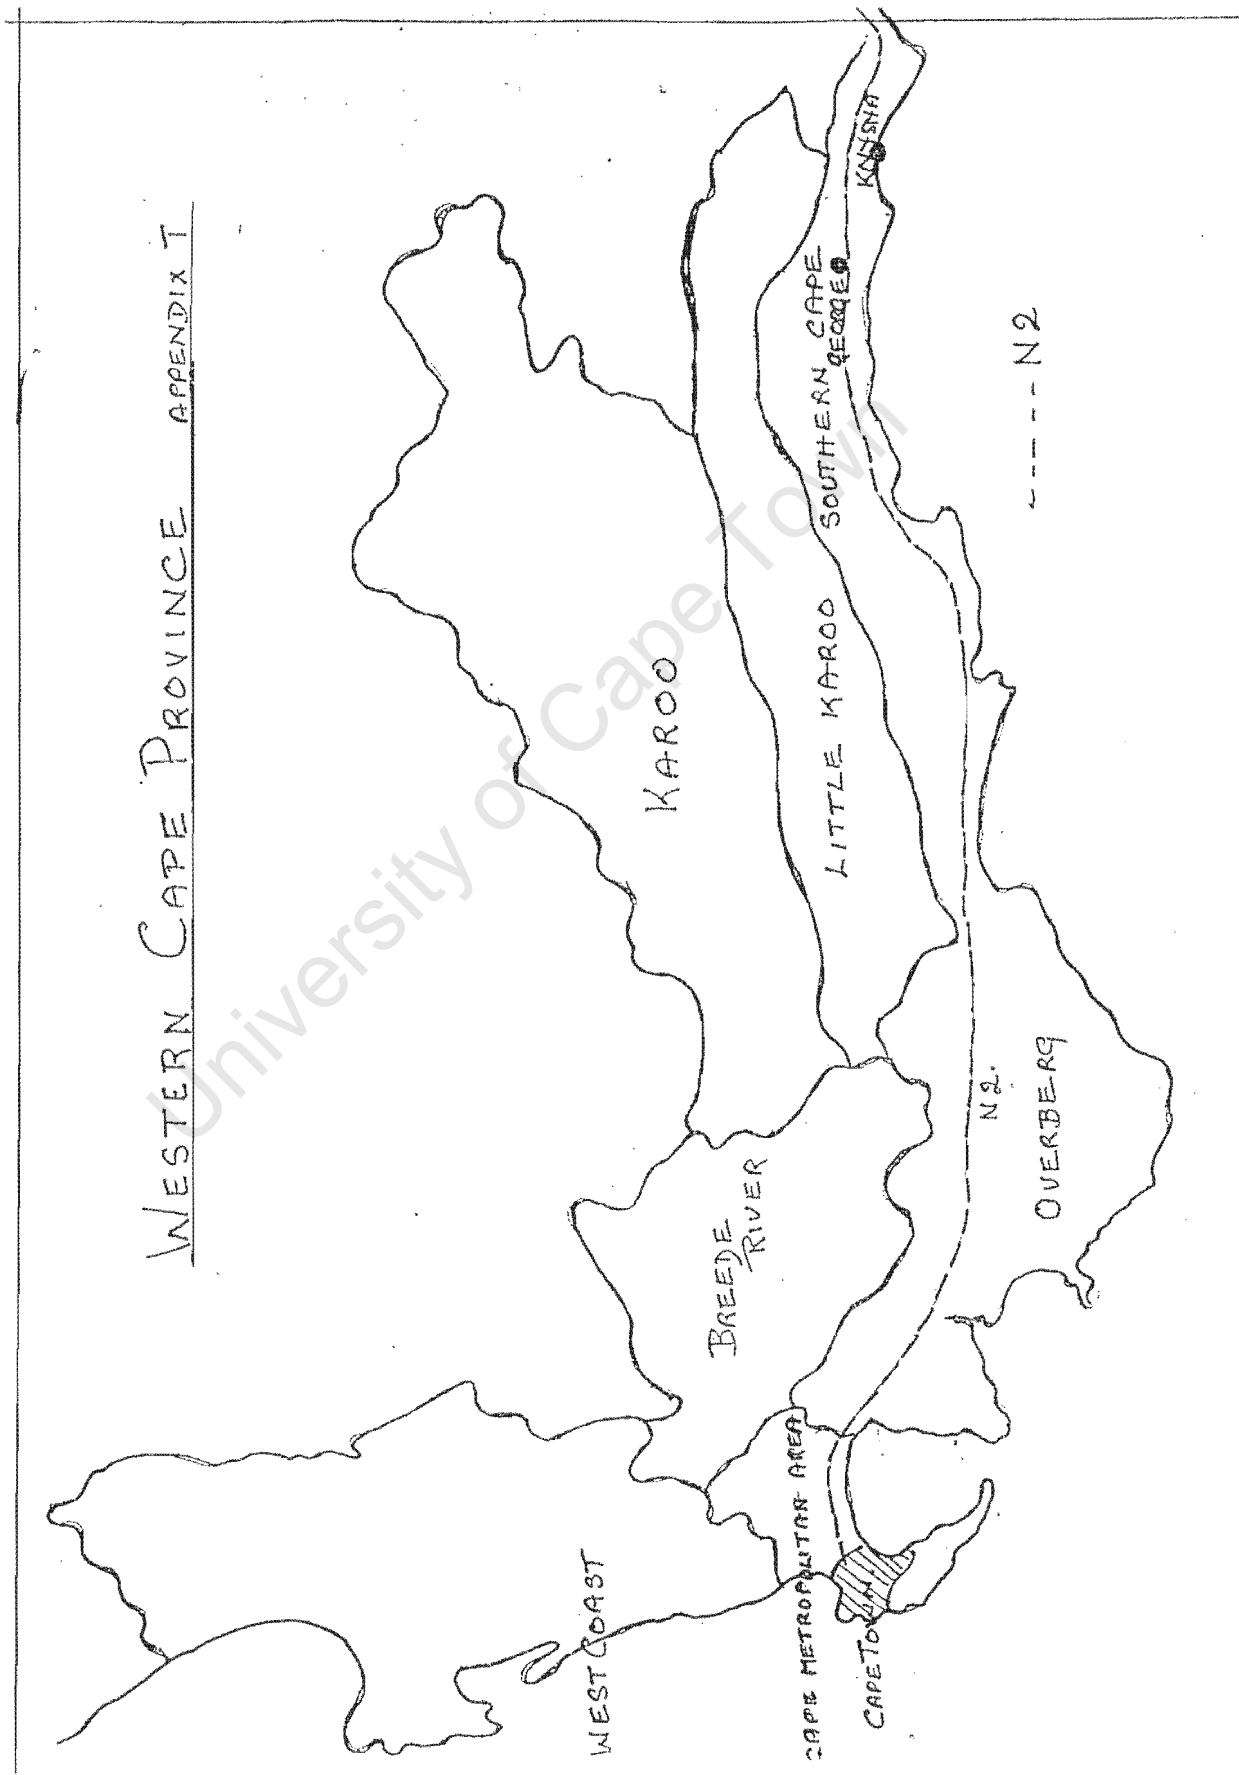 WESTERN CAPE PROVINCE APPENDIX T
KAROO
LITTLE KAROO
SOUTHERN CAPE
GEORGE
KNYSNA
BREEDE
RIVER
WEST COAST
CAPE METROPOLITAN AREA
CAPE TOWN
OVERBERG
N2.
-----N2
University of Cape Town